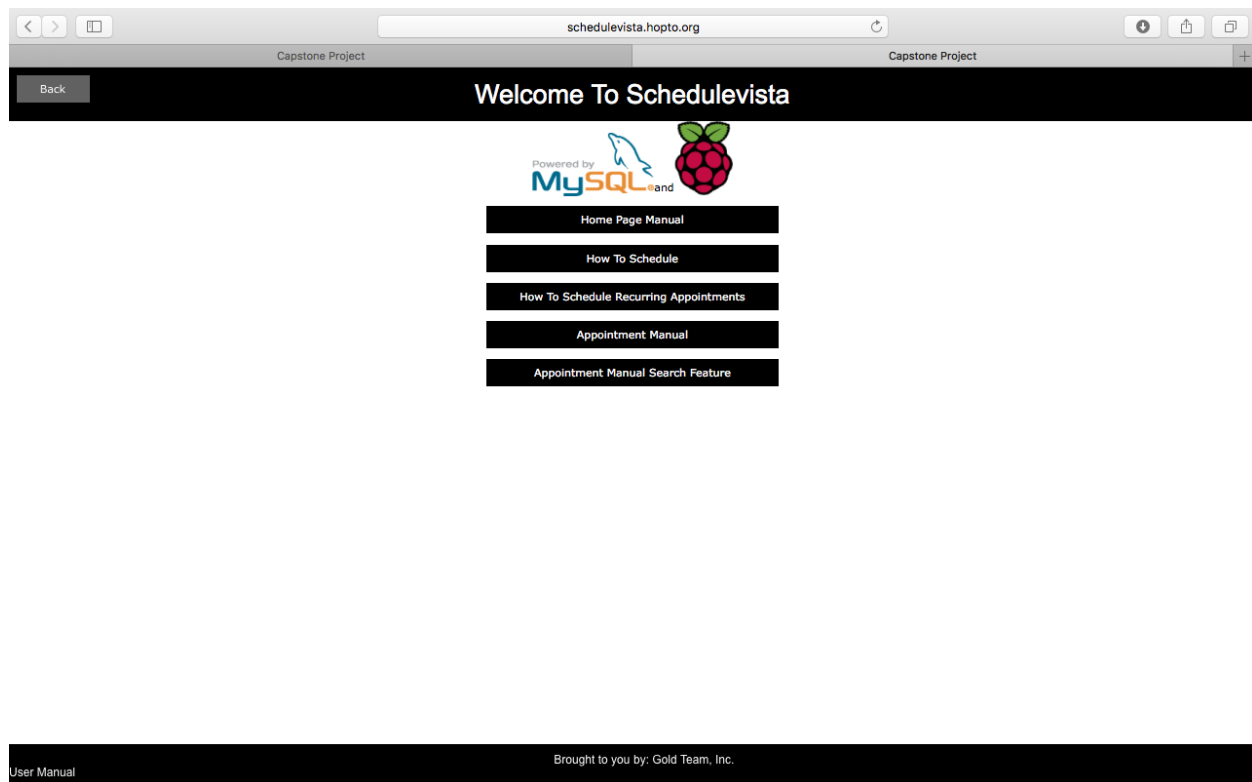 schedulevista.hopto.org
Capstone Project
Capstone Project
Back
Welcome To Schedulevista
Powered by
MySQL and
Home Page Manual
How To Schedule
How To Schedule Recurring Appointments
Appointment Manual
Appointment Manual Search Feature
Brought to you by: Gold Team, Inc.
User Manual